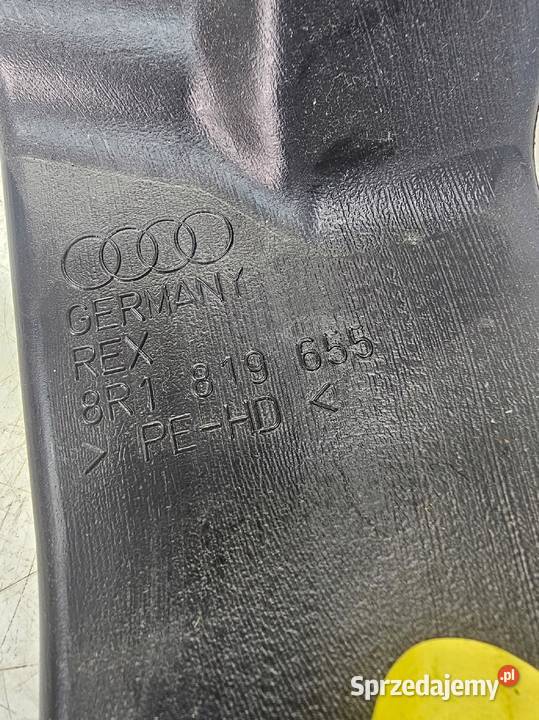 GERMANY
REX
8R1 819 655
> PE-HD <
Sprzedajemy.pl